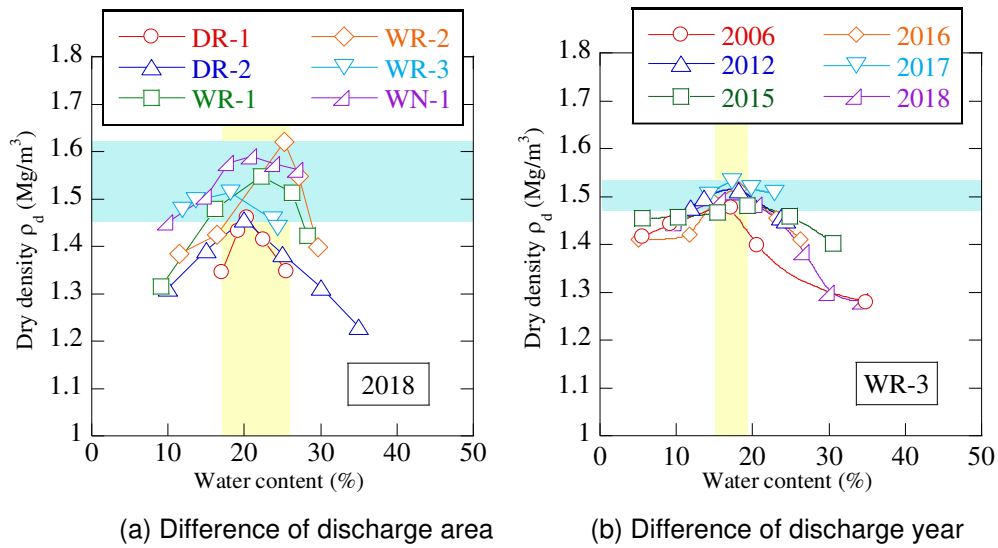 DR-1
WR-2
DR-2
WR-3
WR-1
WN-1
1.8
1.7
1.6
1.5
1.4
1.3
1.2
1.1
1
Dry density ρd (Mg/m³)
2018
0 10 20 30 40 50
Water content (%)
(a) Difference of discharge area
2006
2016
2012
2017
2015
2018
1.8
1.7
1.6
1.5
1.4
1.3
1.2
1.1
1
Dry density ρd (Mg/m³)
WR-3
0 10 20 30 40 50
Water content (%)
(b) Difference of discharge year